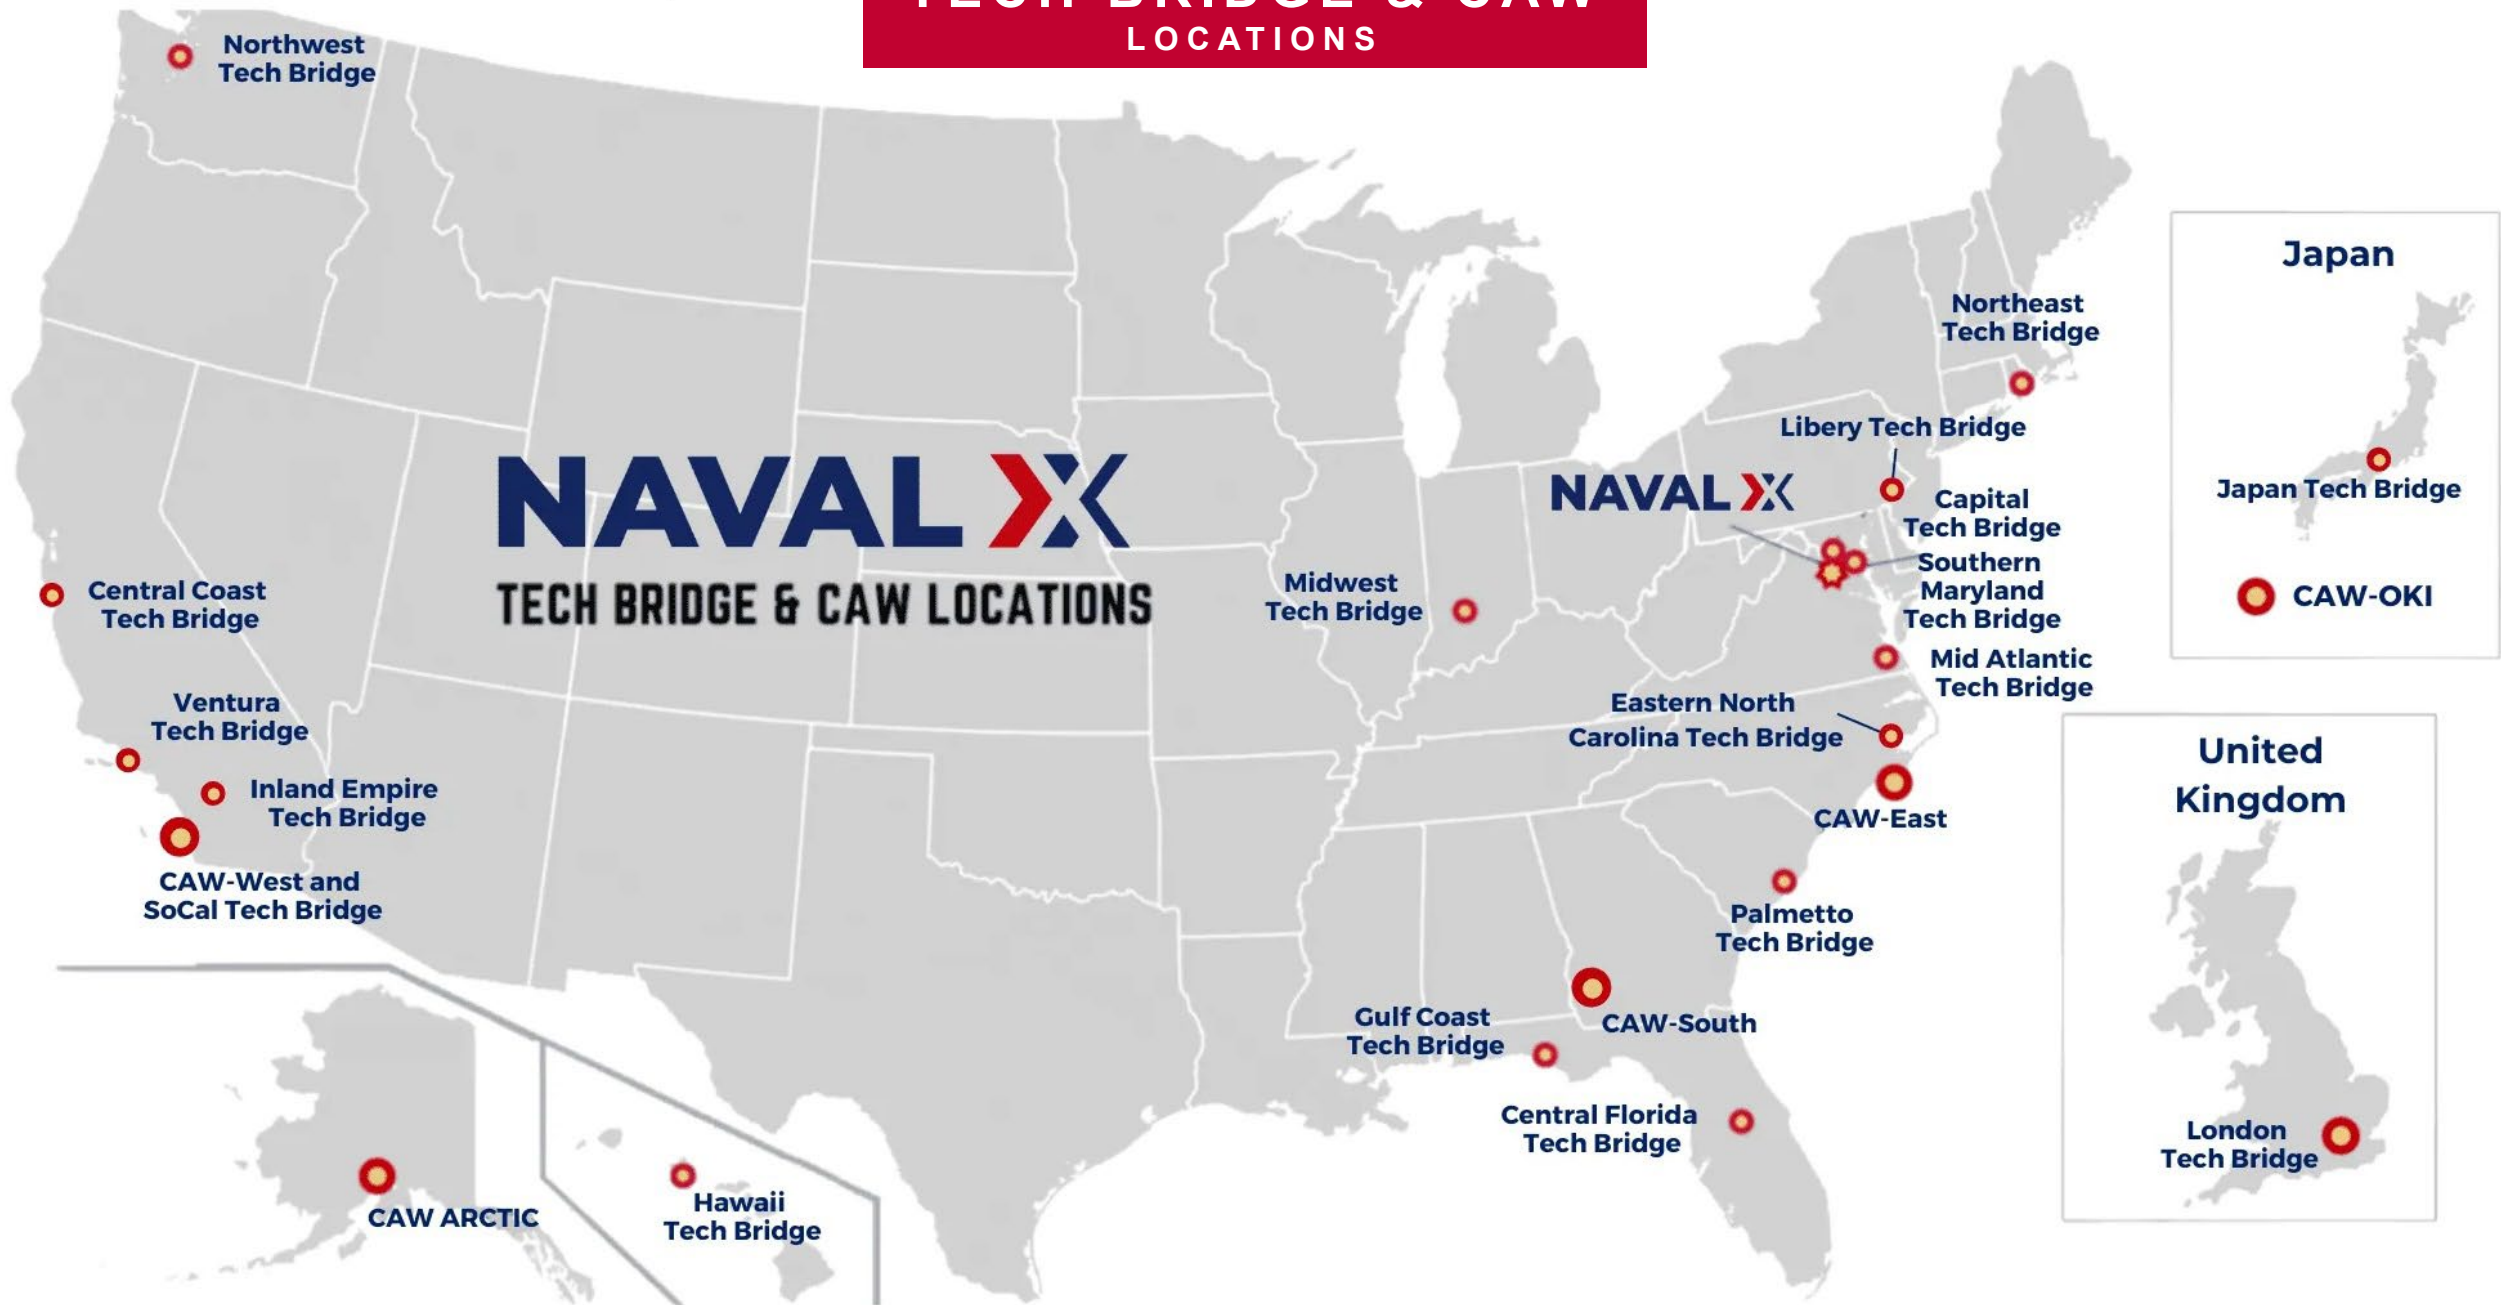 TECH BRIDGE & CAW
LOCATIONS
Northwest
Tech Bridge
Japan
Northeast
Tech Bridge
Libery Tech Bridge
NAVAL X
TECH BRIDGE & CAW LOCATIONS
NAVAL X
Capital
Tech Bridge
Japan Tech Bridge
Southern
Maryland
Tech Bridge
CAW-OKI
Midwest
Tech Bridge
Central Coast
Tech Bridge
Mid Atlantic
Tech Bridge
Ventura
Tech Bridge
Eastern North
Carolina Tech Bridge
United
Kingdom
Inland Empire
Tech Bridge
CAW-East
CAW-West and
SoCal Tech Bridge
Palmetto
Tech Bridge
Gulf Coast
Tech Bridge
CAW-South
Central Florida
Tech Bridge
London
Tech Bridge
CAW ARCTIC
Hawaii
Tech Bridge